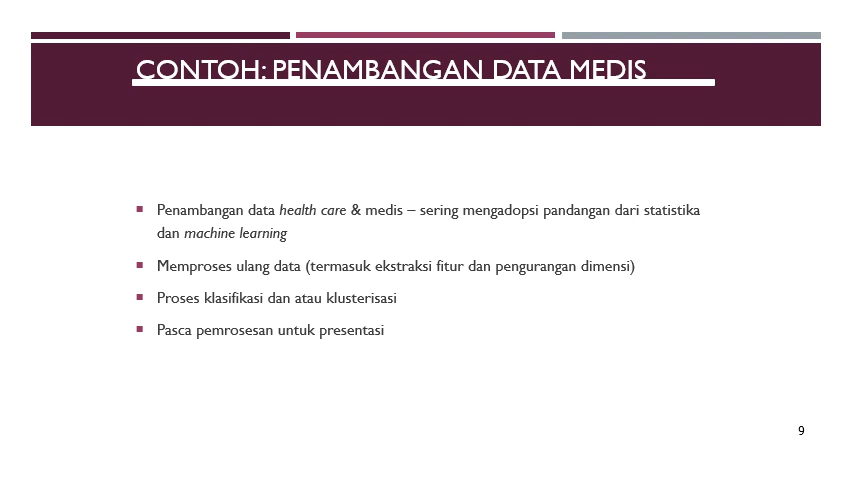 CONTOH: PENAMBANGAN DATA MEDIS
▪ Penambangan data health care & medis – sering mengadopsi pandangan dari statistika
dan machine learning
▪ Memproses ulang data (termasuk ekstraksi fitur dan pengurangan dimensi)
▪ Proses klasifikasi dan atau klusterisasi
▪ Pasca pemrosesan untuk presentasi
9